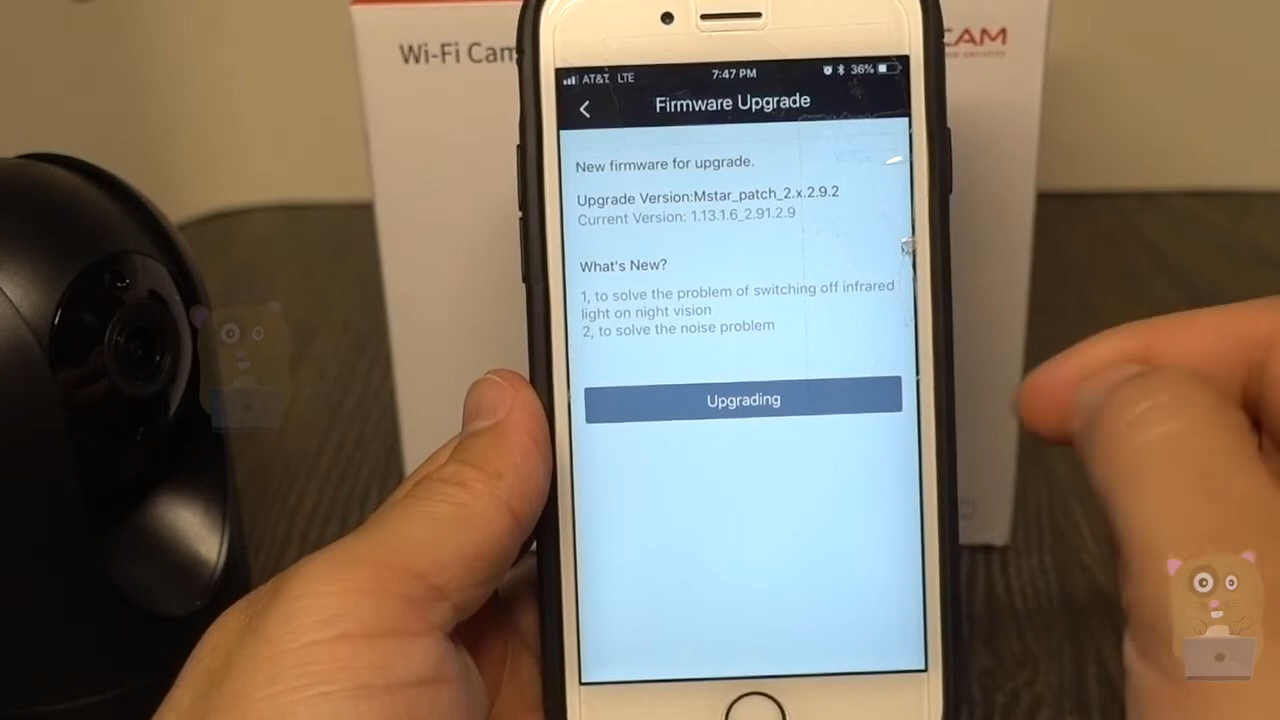 Wi-Fi Cam
CAM
AT&T LTE
7:47 PM
36%
Firmware Upgrade
New firmware for upgrade.
Upgrade Version:Mstar_patch_2.x.2.9.2
Current Version: 1.13.1.6_2.91.2.9
What's New?
1, to solve the problem of switching off infrared
light on night vision
2, to solve the noise problem
Upgrading